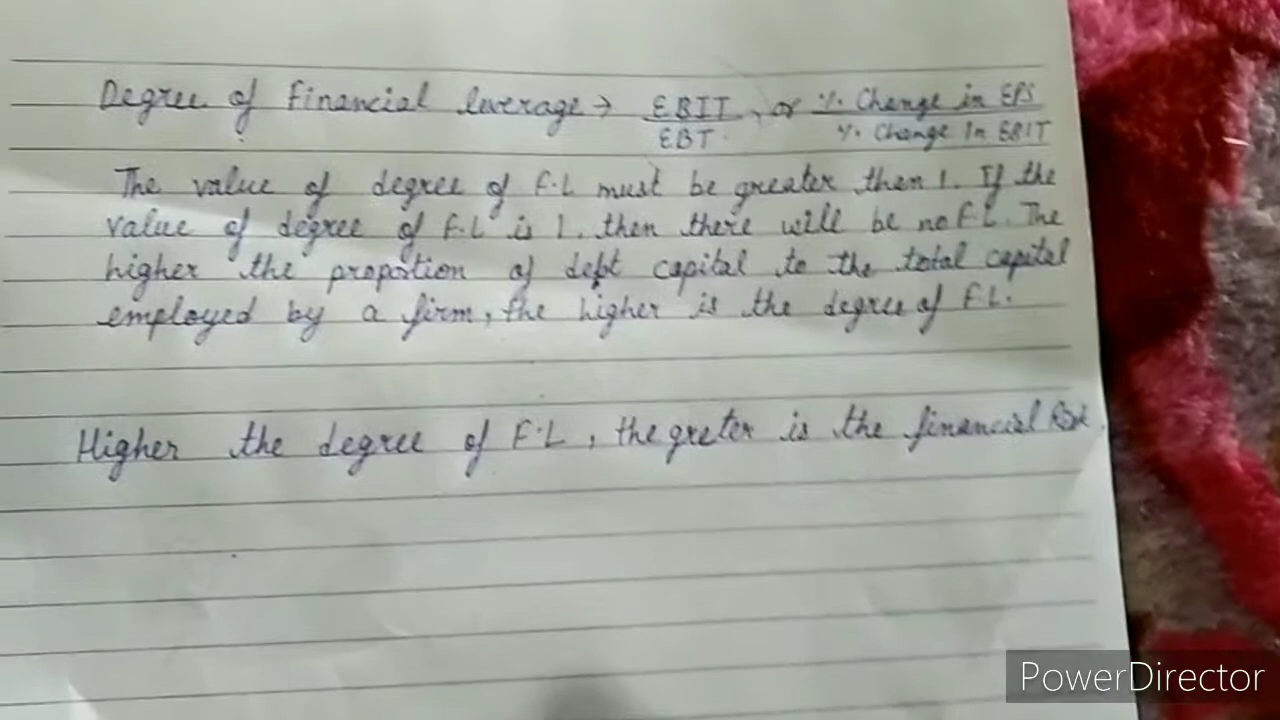 Degree of Financial leverage → EBIT / EBT, or % Change in EPS / % Change In EBIT
The value of degree of F.L must be greater then 1. If the
value of degree of F.L is 1. then there will be no F.L. The
higher the proportion of debt capital to the total capital
employed by a firm, the higher is the degree of F.L.
Higher the degree of F.L, the greter is the financial Risk.
PowerDirector